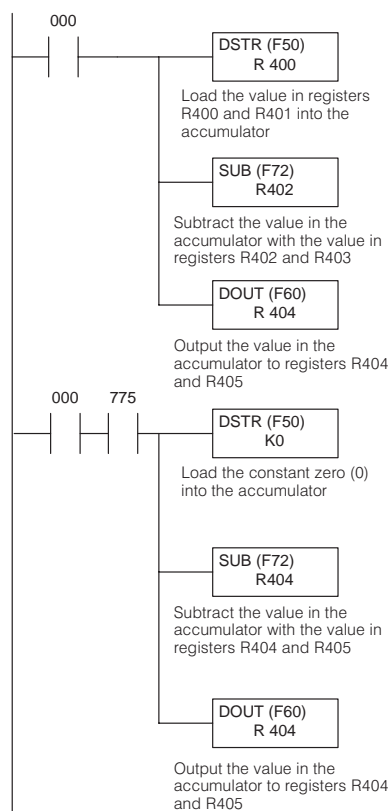 000
DSTR (F50)
R 400
Load the value in registers
R400 and R401 into the
accumulator
SUB (F72)
R402
Subtract the value in the
accumulator with the value in
registers R402 and R403
DOUT (F60)
R 404
Output the value in the
accumulator to registers R404
and R405
000 775
DSTR (F50)
K0
Load the constant zero (0)
into the accumulator
SUB (F72)
R404
Subtract the value in the
accumulator with the value in
registers R404 and R405
DOUT (F60)
R 404
Output the value in the
accumulator to registers R404
and R405